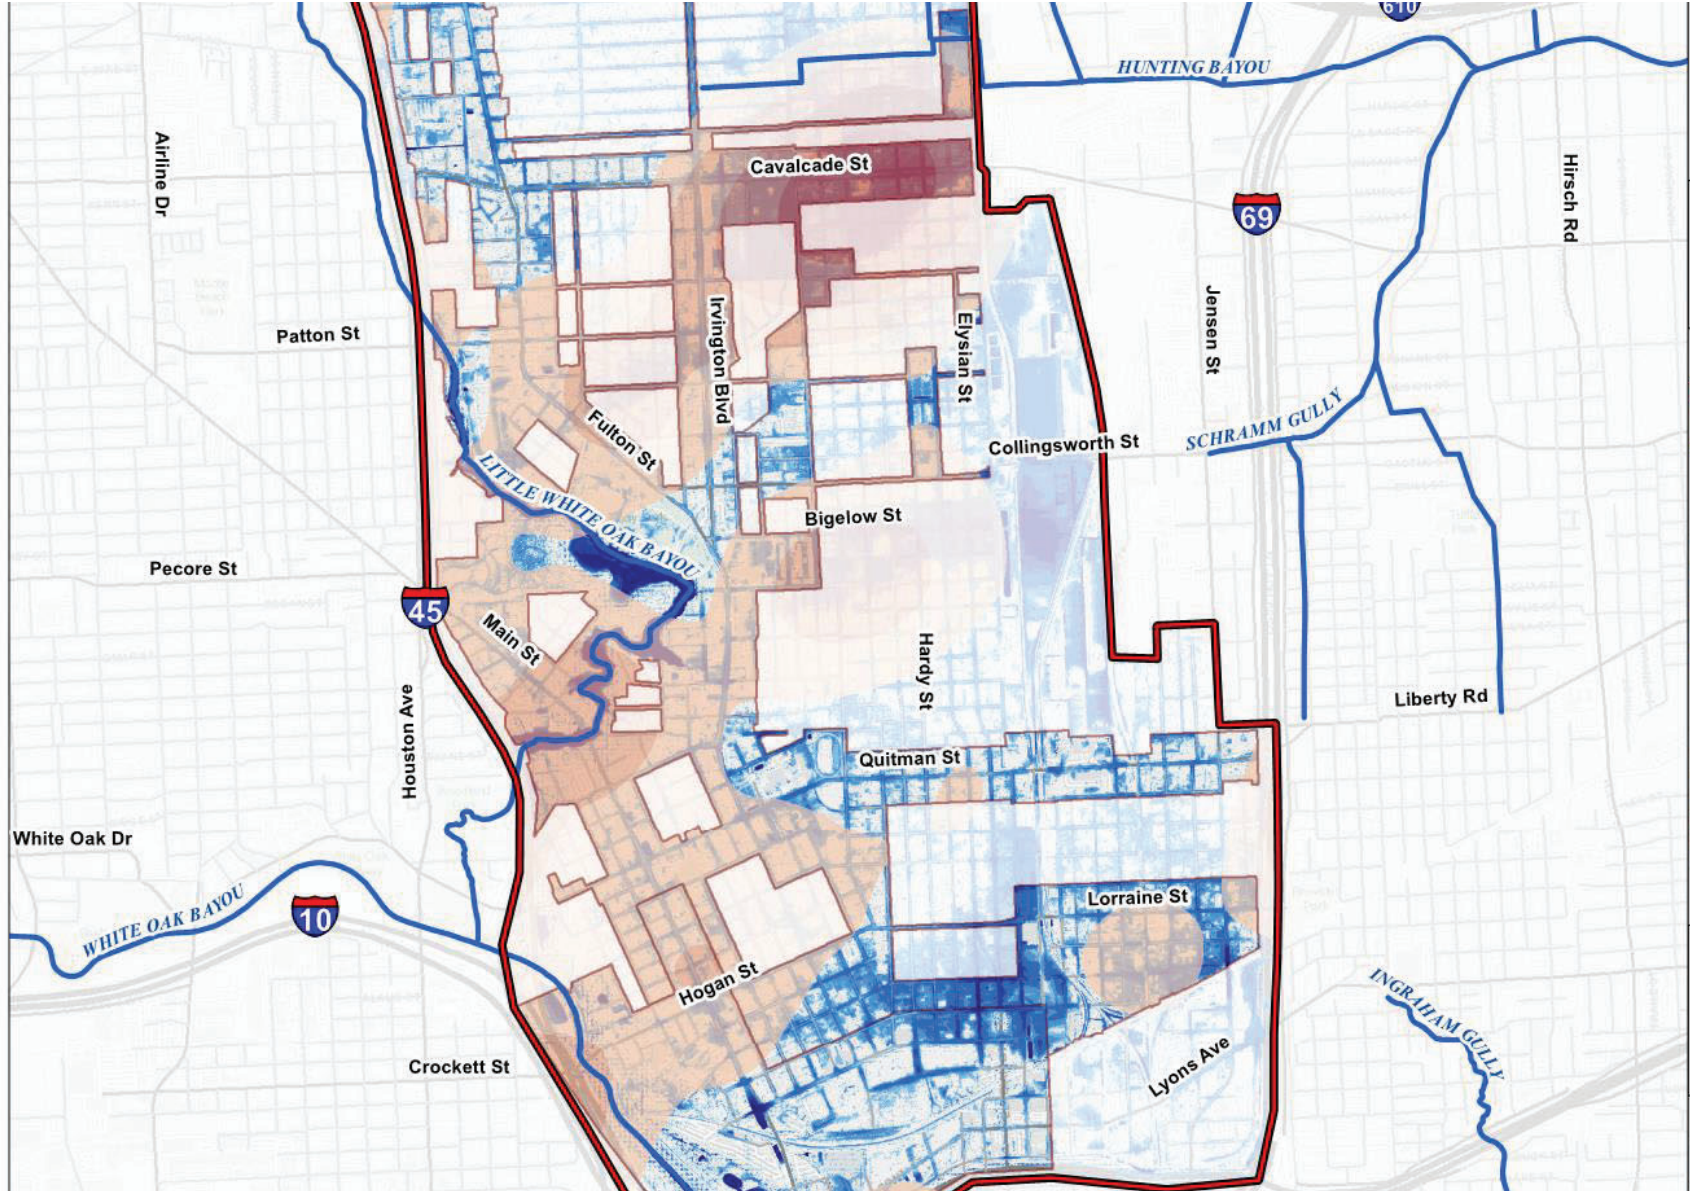 610
HUNTING BAYOU
Airline Dr
Cavalcade St
Hirsch Rd
69
Patton St
Irvington Blvd
Elysian St
Jensen St
Fulton St
SCHRAMM GULLY
Collingsworth St
LITTLE WHITE OAK BAYOU
Bigelow St
Pecore St
45
Main St
Hardy St
Houston Ave
Liberty Rd
Quitman St
White Oak Dr
Lorraine St
WHITE OAK BAYOU
10
Hogan St
INGRAHAM GULLY
Crockett St
Lyons Ave